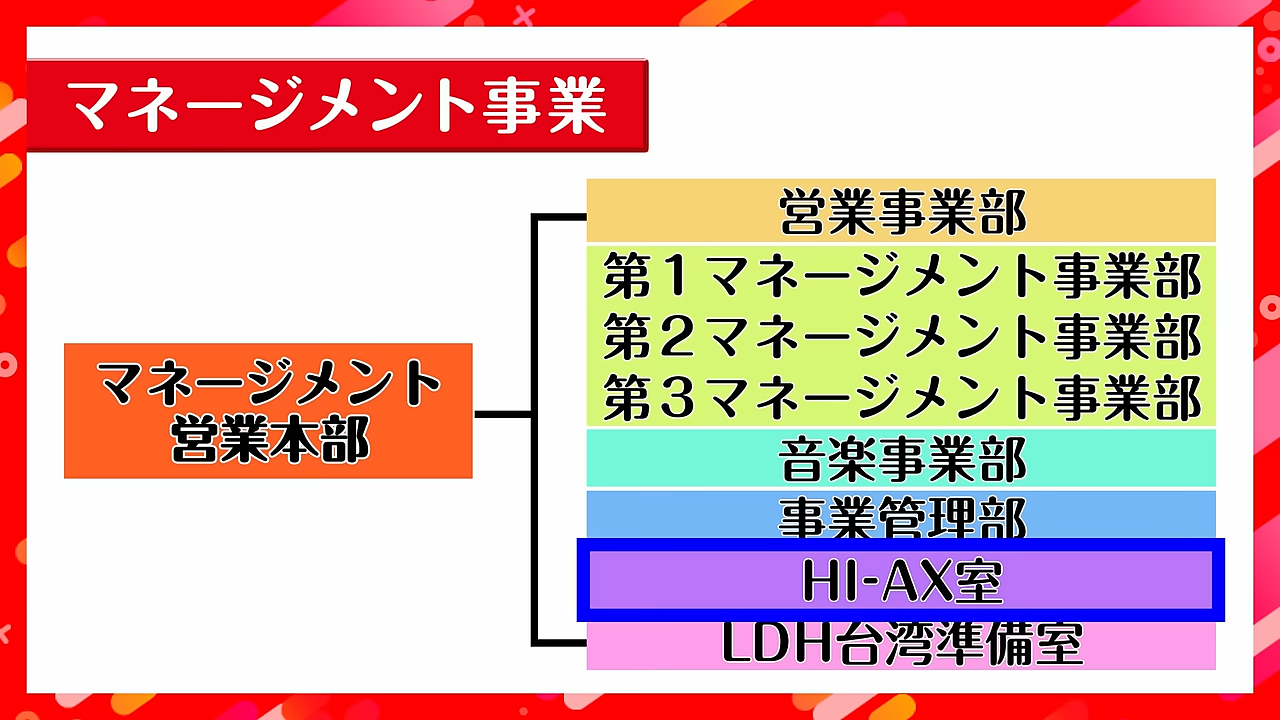 マネージメント事業
マネージメント
営業本部
営業事業部
第１マネージメント事業部
第２マネージメント事業部
第３マネージメント事業部
音楽事業部
事業管理部
HI-AX室
LDH台湾準備室